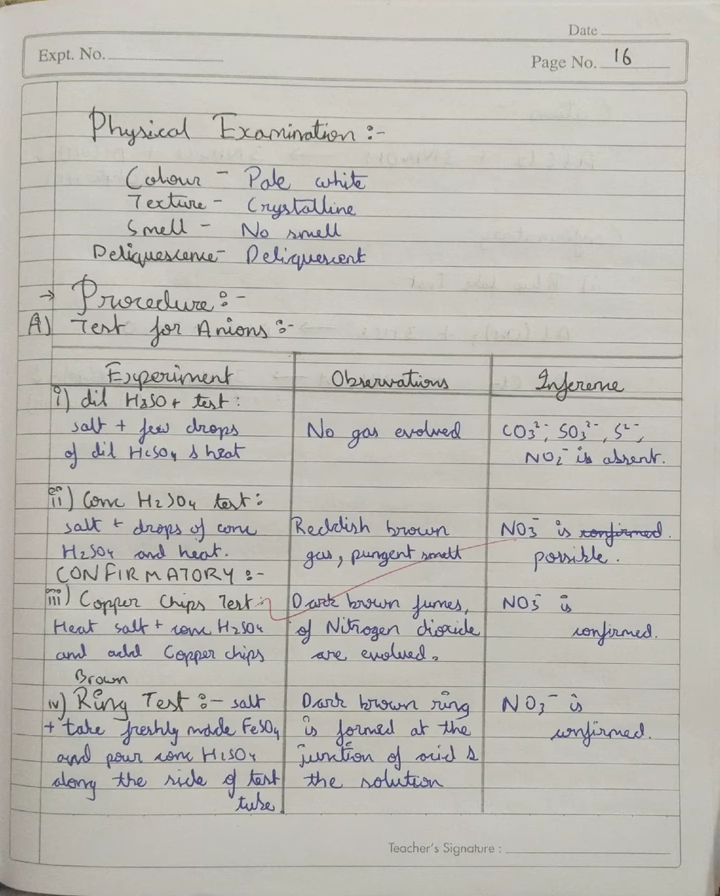 Date
Expt. No.
Page No. 16
Physical Examination :-
Colour - Pale white
Texture - Crystalline
Smell - No smell
Deliquescence - Deliquescent
→ Procedure :-
A) Test for Anions :-
Experiment
i) dil H2SO4 test :
salt + few drops
of dil H2SO4 & heat
Observations
No gas evolved
Inference
CO3²⁻, SO3²⁻, S²⁻,
NO2⁻ is absent.
ii) Conc H2SO4 test :
salt + drops of conc
H2SO4 and heat.
Reddish brown
gas, pungent smell
NO3⁻ is confirmed.
possible.
CONFIRMATORY :-
iii) Copper Chips Test :-
Heat salt + conc H2SO4
and add Copper chips
Dark brown fumes,
of Nitrogen dioxide
are evolved.
NO3⁻ is
confirmed.
Brown
iv) Ring Test :- salt
+ take freshly made FeSO4
and pour conc H2SO4
along the side of test
tube
Dark brown ring
is formed at the
junction of acid &
the solution
NO3⁻ is
confirmed.
Teacher's Signature :